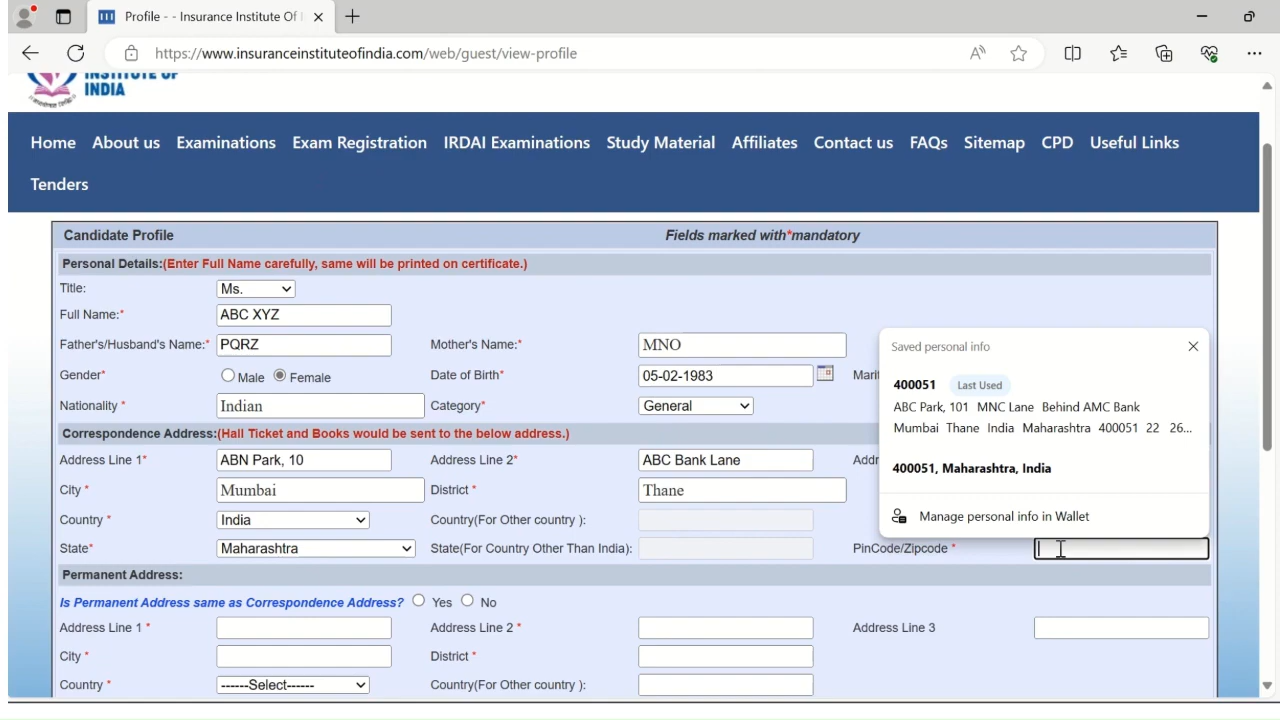 Profile - - Insurance Institute Of I
https://www.insuranceinstituteofindia.com/web/guest/view-profile
INSTITUTE OF
INDIA
Home About us Examinations Exam Registration IRDAI Examinations Study Material Affiliates Contact us FAQs Sitemap CPD Useful Links
Tenders
Candidate Profile Fields marked with*mandatory
Personal Details:(Enter Full Name carefully, same will be printed on certificate.)
Title: Ms.
Full Name:* ABC XYZ
Father's/Husband's Name:* PQRZ Mother's Name:* MNO
Gender* Male Female Date of Birth* 05-02-1983 Marit
Nationality * Indian Category* General
Saved personal info
400051 Last Used
ABC Park, 101 MNC Lane Behind AMC Bank
Mumbai Thane India Maharashtra 400051 22 26...
400051, Maharashtra, India
Manage personal info in Wallet
Correspondence Address:(Hall Ticket and Books would be sent to the below address.)
Address Line 1* ABN Park, 10 Address Line 2* ABC Bank Lane Addr
City * Mumbai District * Thane
Country * India Country(For Other country ):
State* Maharashtra State(For Country Other Than India): PinCode/Zipcode *
Permanent Address:
Is Permanent Address same as Correspondence Address? Yes No
Address Line 1 * Address Line 2 * Address Line 3
City * District *
Country * ------Select------ Country(For Other country ):